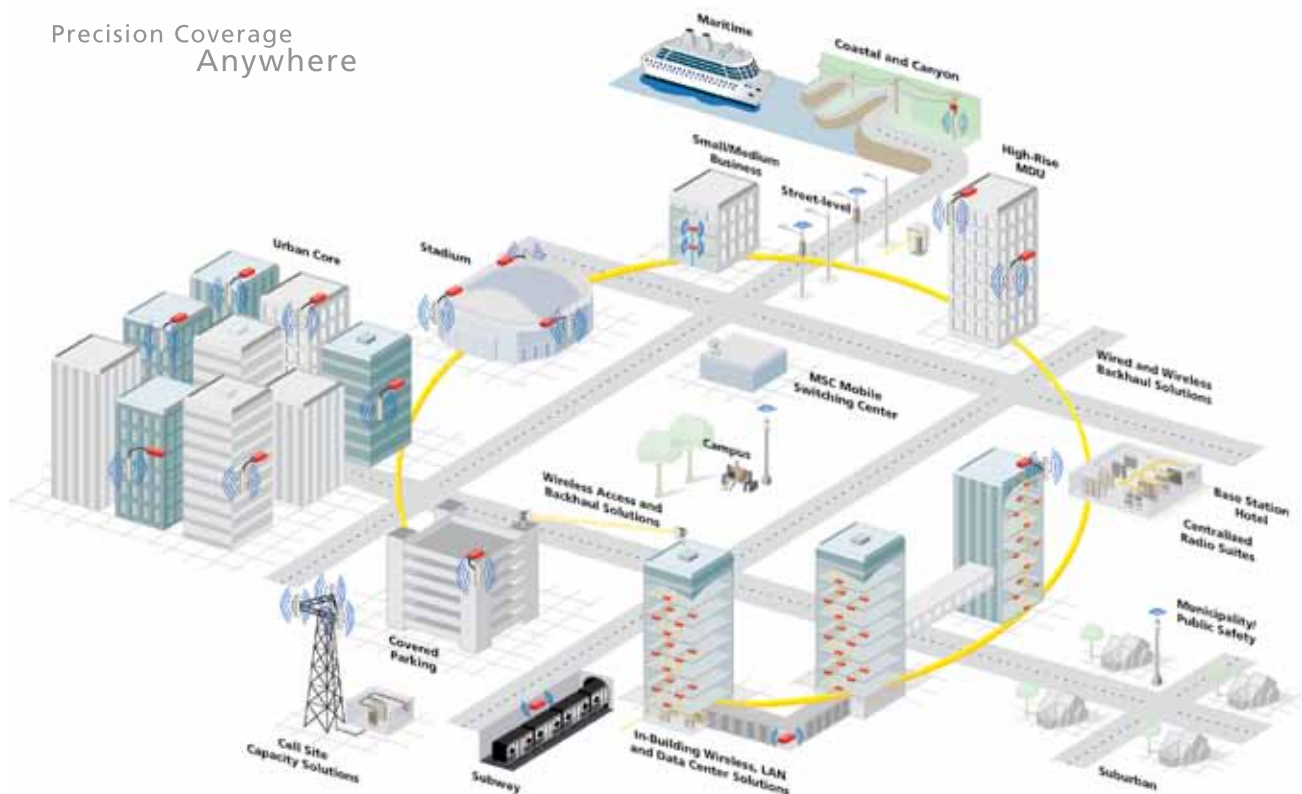 Precision Coverage
Anywhere
Maritime
Coastal and Canyon
Small/Medium
Business
High-Rise
MDU
Street-level
Urban Core
Stadium
Wired and Wireless
Backhaul Solutions
MSC Mobile
Switching Center
Campus
Wireless Access and
Backhaul Solutions
Base Station
Hotel
Centralised
Radio Suites
Municipality/
Public Safety
Covered
Parking
Cell Site
Capacity Solutions
Subway
In-Building Wireless, LAN
and Data Center Solutions
Suburban